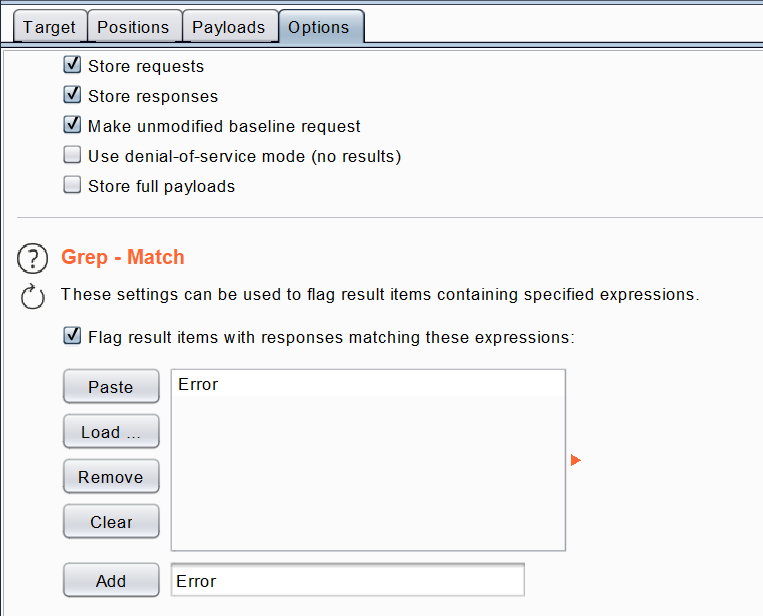 Target Positions Payloads Options
Store requests
Store responses
Make unmodified baseline request
Use denial-of-service mode (no results)
Store full payloads
? Grep - Match
These settings can be used to flag result items containing specified expressions.
Flag result items with responses matching these expressions:
Paste Error
Load ...
Remove
Clear
Add Error